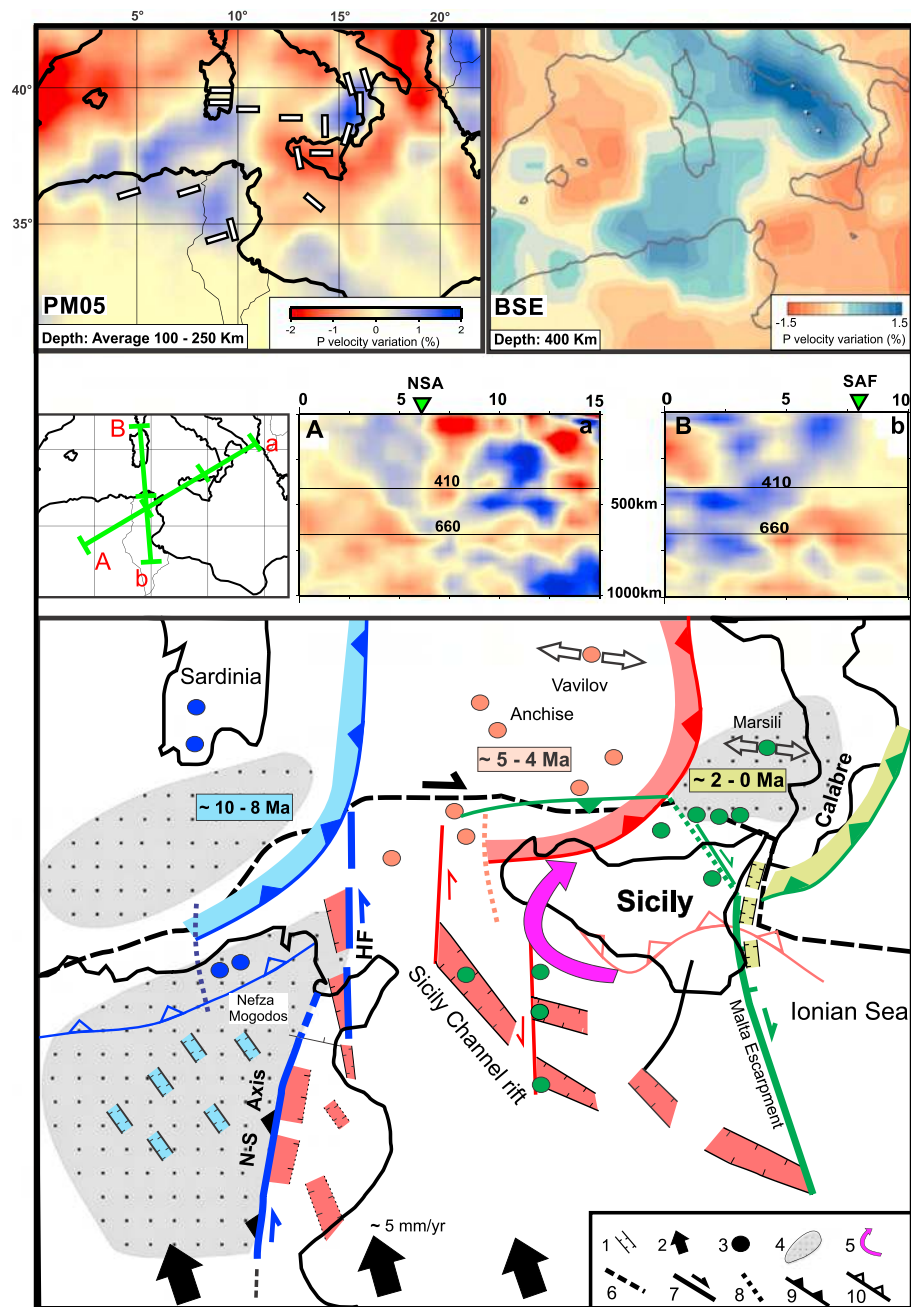 5° 10° 15° 20°
40°
35°
PM05
Depth: Average 100 - 250 Km
-2 -1 0 1 2
P velocity variation (%)
BSE
Depth: 400 Km
-1.5 1.5
P velocity variation (%)
NSA
SAF
0 5 10 15
0 5 10
B
a
A
b
A a
410
660
500km
1000km
B b
410
660
Sardinia
Vavilov
Anchise
Marsili
~ 5 - 4 Ma
~ 2 - 0 Ma
~ 10 - 8 Ma
Calabre
Sicily
HF
Nefza
Mogodos
Sicily Channel rift
Ionian Sea
Malta Escarpment
N-S Axis
~ 5 mm/yr
1 2 3 4 5
6 7 8 9 10